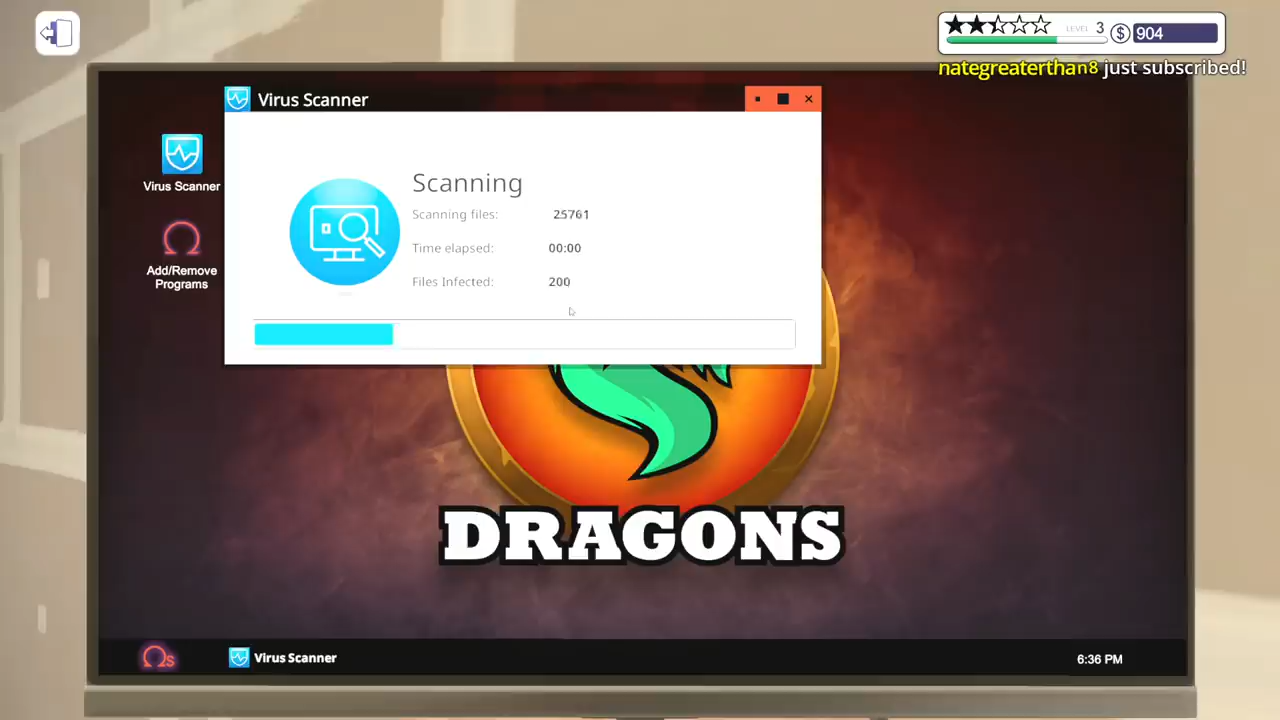 LEVEL 3
$ 904
nategreaterthan8 just subscribed!
Virus Scanner
Virus Scanner
Scanning
Scanning files: 25761
Time elapsed: 00:00
Files Infected: 200
Add/Remove
Programs
DRAGONS
Ωs
Virus Scanner
6:36 PM